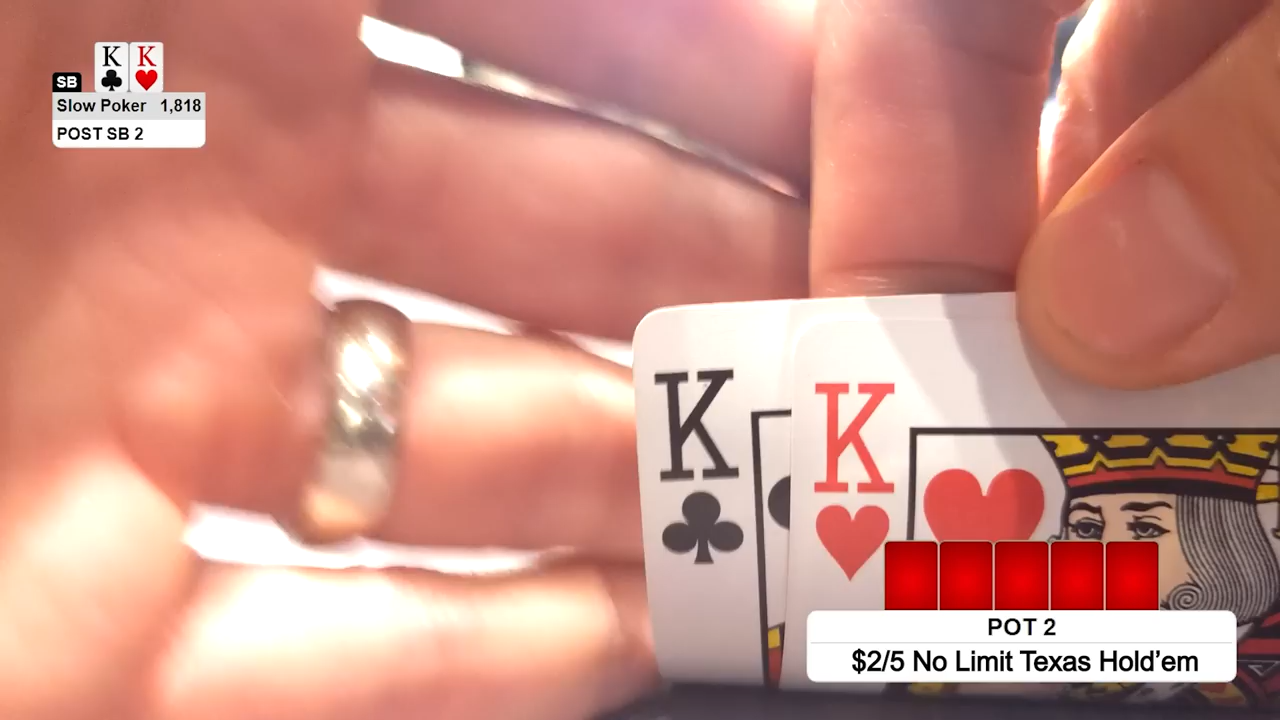 K K
SB
Slow Poker 1,818
POST SB 2
K K
POT 2
$2/5 No Limit Texas Hold'em